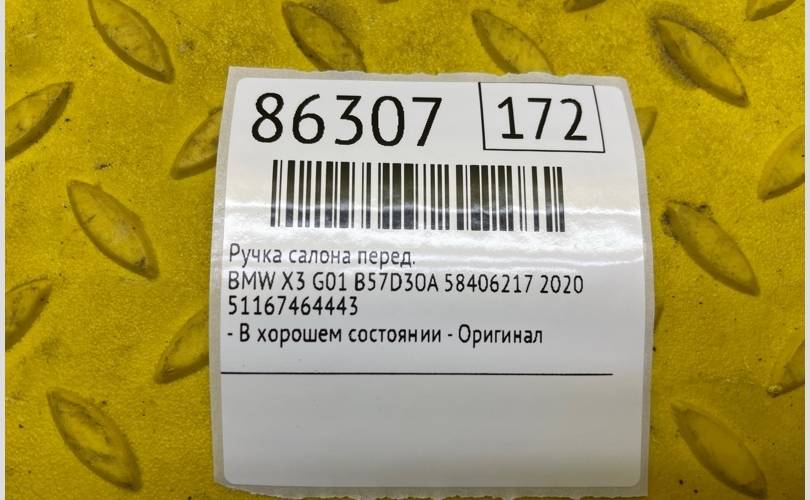 86307 172
Ручка салона перед.
BMW X3 G01 B57D30A 58406217 2020
51167464443
- В хорошем состоянии - Оригинал